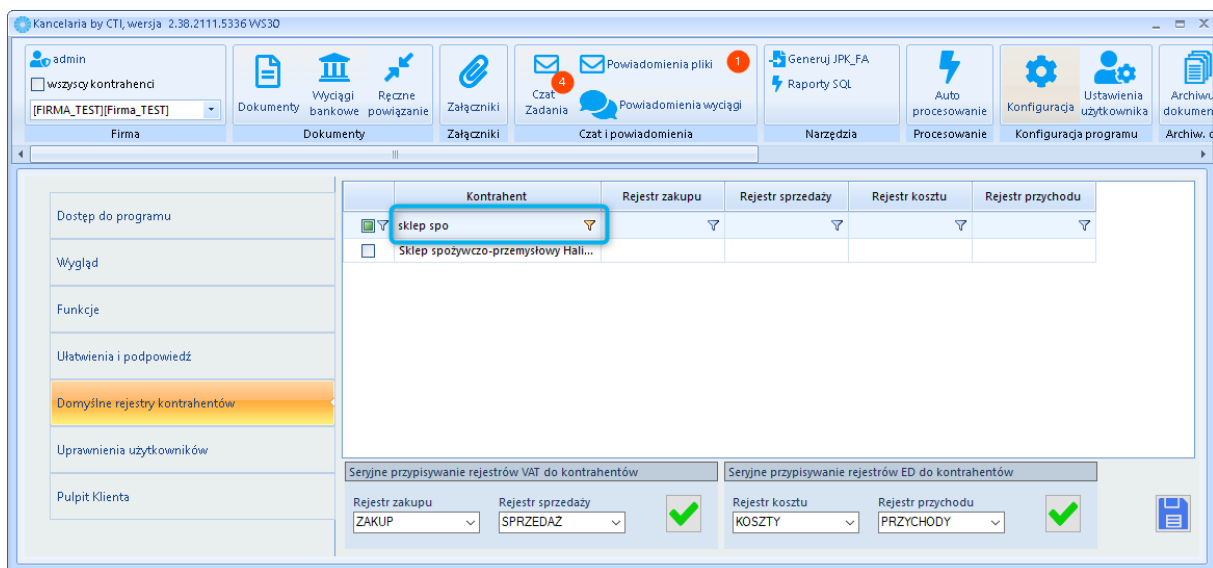 Kancelaria by CTI, wersja 2.38.2111.5336 WS30
admin
wszyscy kontrahenci
[FIRMA_TEST][Firma_TEST]
Firma
Dokumenty
Wyciągi bankowe
Ręczne powiązanie
Dokumenty
Załączniki
Załączniki
Czat
4
Zadania
Powiadomienia pliki
1
Powiadomienia wyciągi
Czat i powiadomienia
Generuj JPK_FA
Raporty SQL
Narzędzia
Auto procesowanie
Procesowanie
Konfiguracja
Ustawienia użytkownika
Konfiguracja programu
Archiwu
dokumen
Archiw. d
Dostęp do programu
Wygląd
Funkcje
Ułatwienia i podpowiedź
Domyślne rejestry kontrahentów
Uprawnienia użytkowników
Pulpit Klienta
Kontrahent Rejestr zakupu Rejestr sprzedaży Rejestr kosztu Rejestr przychodu
sklep spo
Sklep spożywczo-przemysłowy Hali...
Seryjne przypisywanie rejestrów VAT do kontrahentów
Rejestr zakupu Rejestr sprzedaży
ZAKUP SPRZEDAŻ
Seryjne przypisywanie rejestrów ED do kontrahentów
Rejestr kosztu Rejestr przychodu
KOSZTY PRZYCHODY